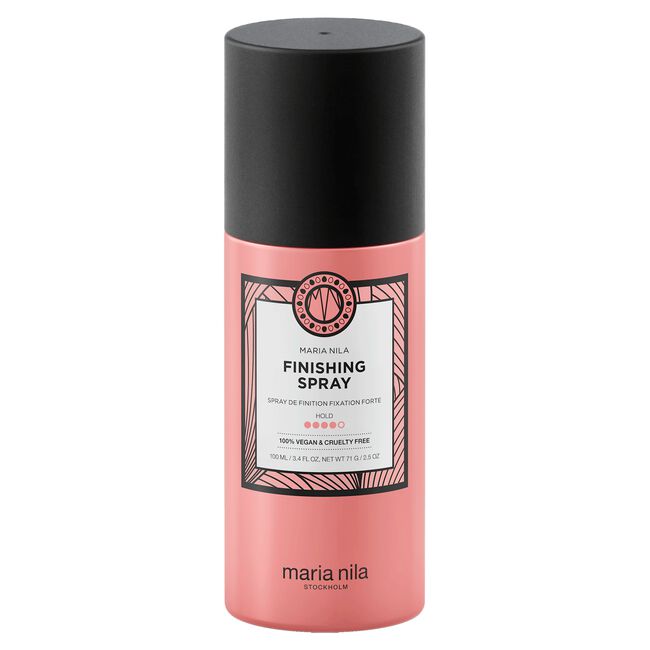 MN
MARIA NILA
FINISHING
SPRAY
SPRAY DE FINITION FIXATION FORTE
HOLD
100% VEGAN & CRUELTY FREE
100 ML / 3.4 FL OZ, NET WT 71 G / 2.5 OZ
maria nila
STOCKHOLM